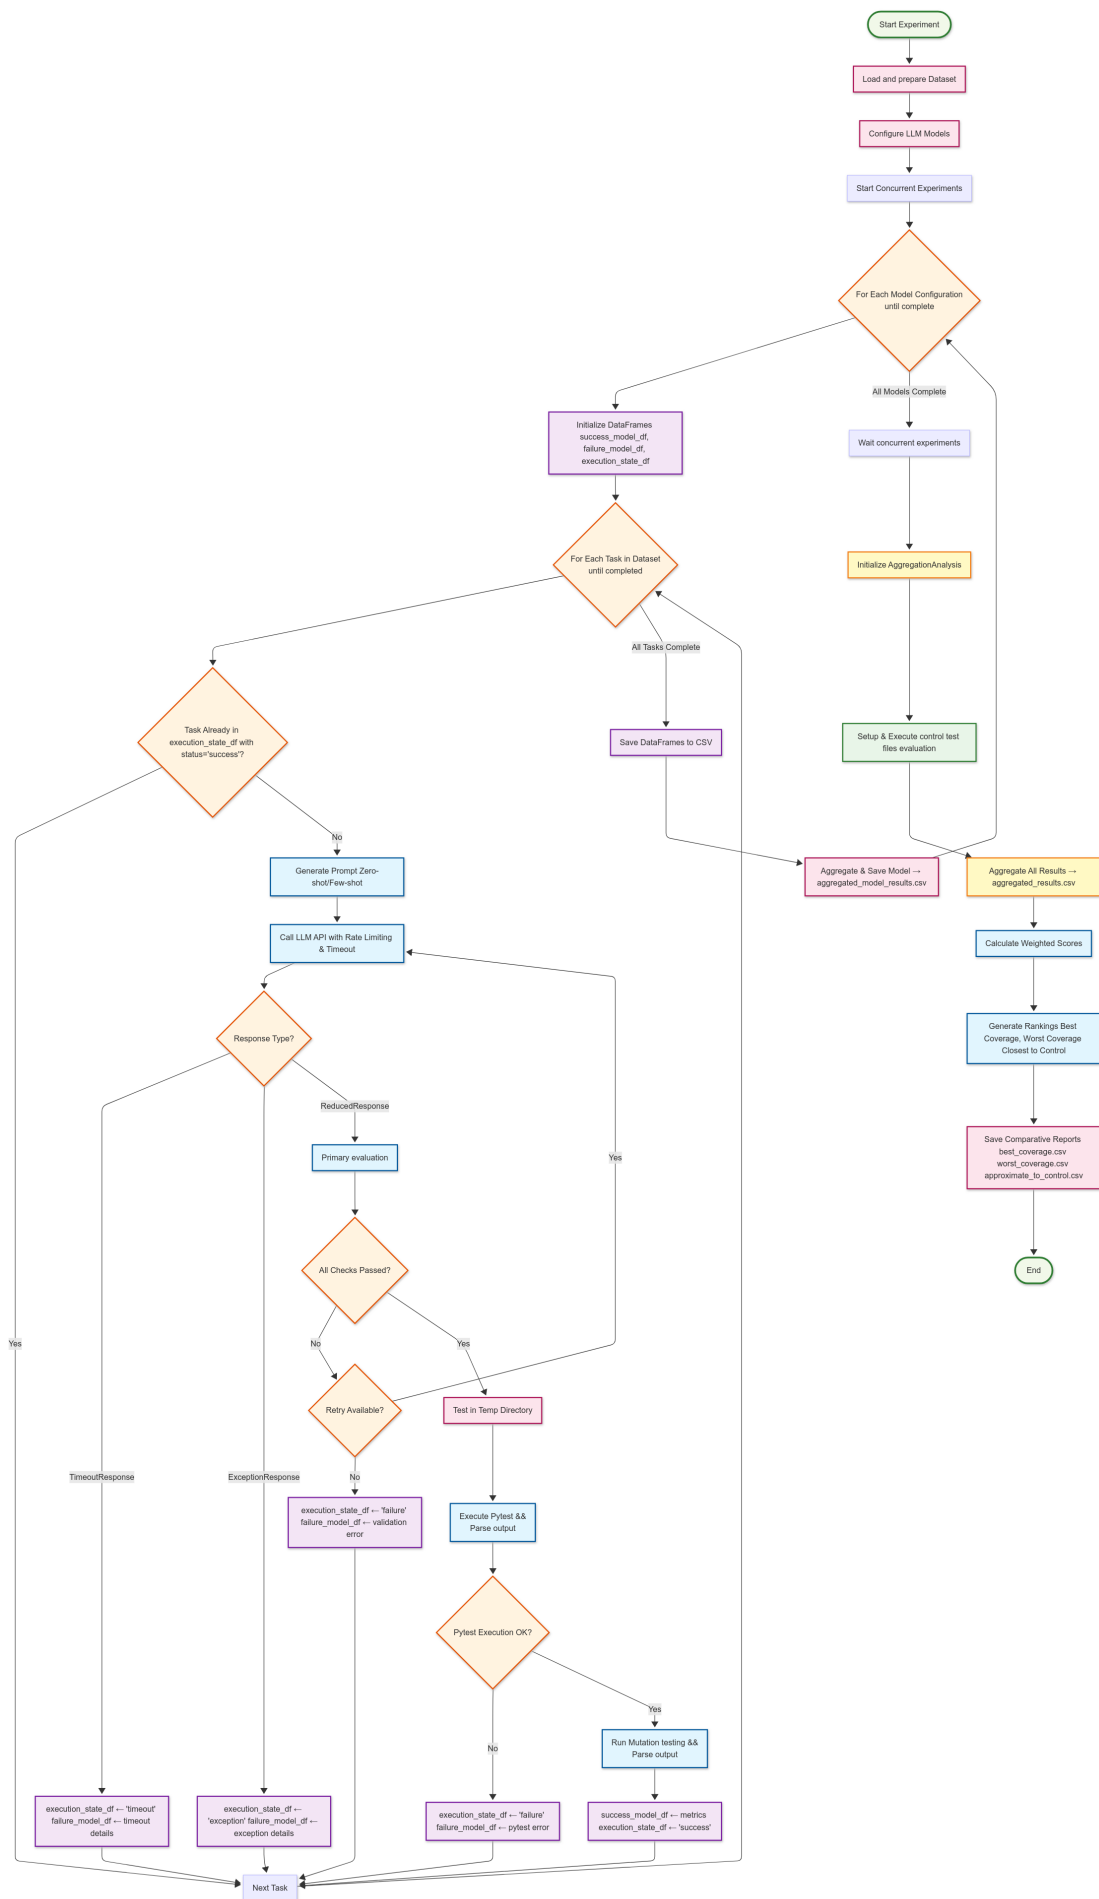 Start Experiment
Load and prepare Dataset
Configure LLM Models
Start Concurrent Experiments
For Each Model Configuration
until complete
All Models Complete
Initialize DataFrames
success_model_df,
failure_model_df,
execution_state_df
Wait concurrent experiments
For Each Task in Dataset
until completed
Initialize AggregationAnalysis
All Tasks Complete
Task Already in
execution_state_df with
status='success'?
Save DataFrames to CSV
Setup & Execute control test
files evaluation
No
Generate Prompt Zero-
shot/Few-shot
Aggregate & Save Model →
aggregated_model_results.csv
Aggregate All Results →
aggregated_results.csv
Call LLM API with Rate Limiting
& Timeout
Calculate Weighted Scores
Response Type?
Generate Rankings Best
Coverage, Worst Coverage
Closest to Control
ReducedResponse
Primary evaluation
Yes
Save Comparative Reports
best_coverage.csv
worst_coverage.csv
approximate_to_control.csv
All Checks Passed?
End
Yes
No
Yes
Retry Available?
Test in Temp Directory
TimeoutResponse
ExceptionResponse
No
execution_state_df ← 'failure'
failure_model_df ← validation
error
Execute Pytest &&
Parse output
Pytest Execution OK?
Yes
No
Run Mutation testing &&
Parse output
execution_state_df ← 'timeout'
failure_model_df ← timeout
details
execution_state_df ←
'exception' failure_model_df ←
exception details
execution_state_df ← 'failure'
failure_model_df ← pytest error
success_model_df ← metrics
execution_state_df ← 'success'
Next Task